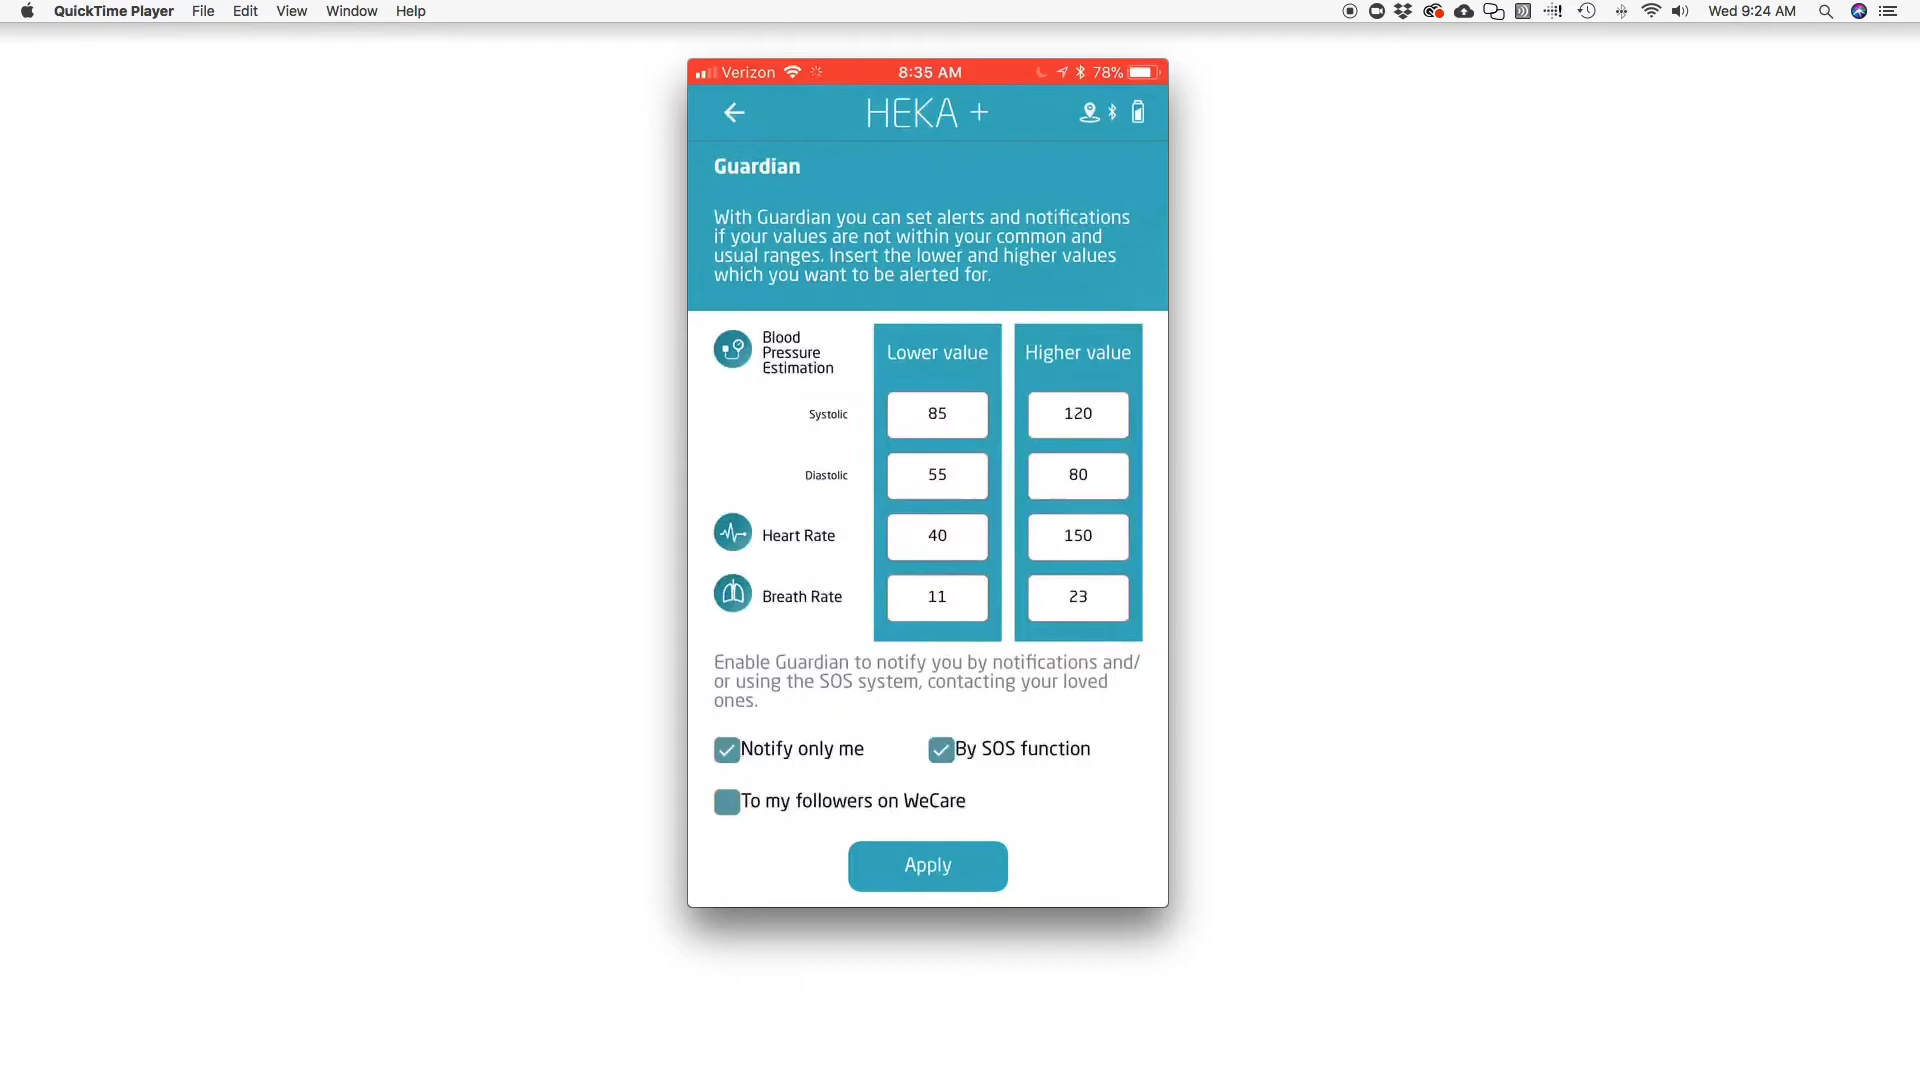 QuickTime Player File Edit View Window Help Wed 9:24 AM
Verizon 8:35 AM 78%
HEKA +
Guardian
With Guardian you can set alerts and notifications
if your values are not within your common and
usual ranges. Insert the lower and higher values
which you want to be alerted for.
Blood
Pressure
Estimation
Lower value Higher value
Systolic 85 120
Diastolic 55 80
Heart Rate 40 150
Breath Rate 11 23
Enable Guardian to notify you by notifications and/
or using the SOS system, contacting your loved
ones.
Notify only me By SOS function
To my followers on WeCare
Apply